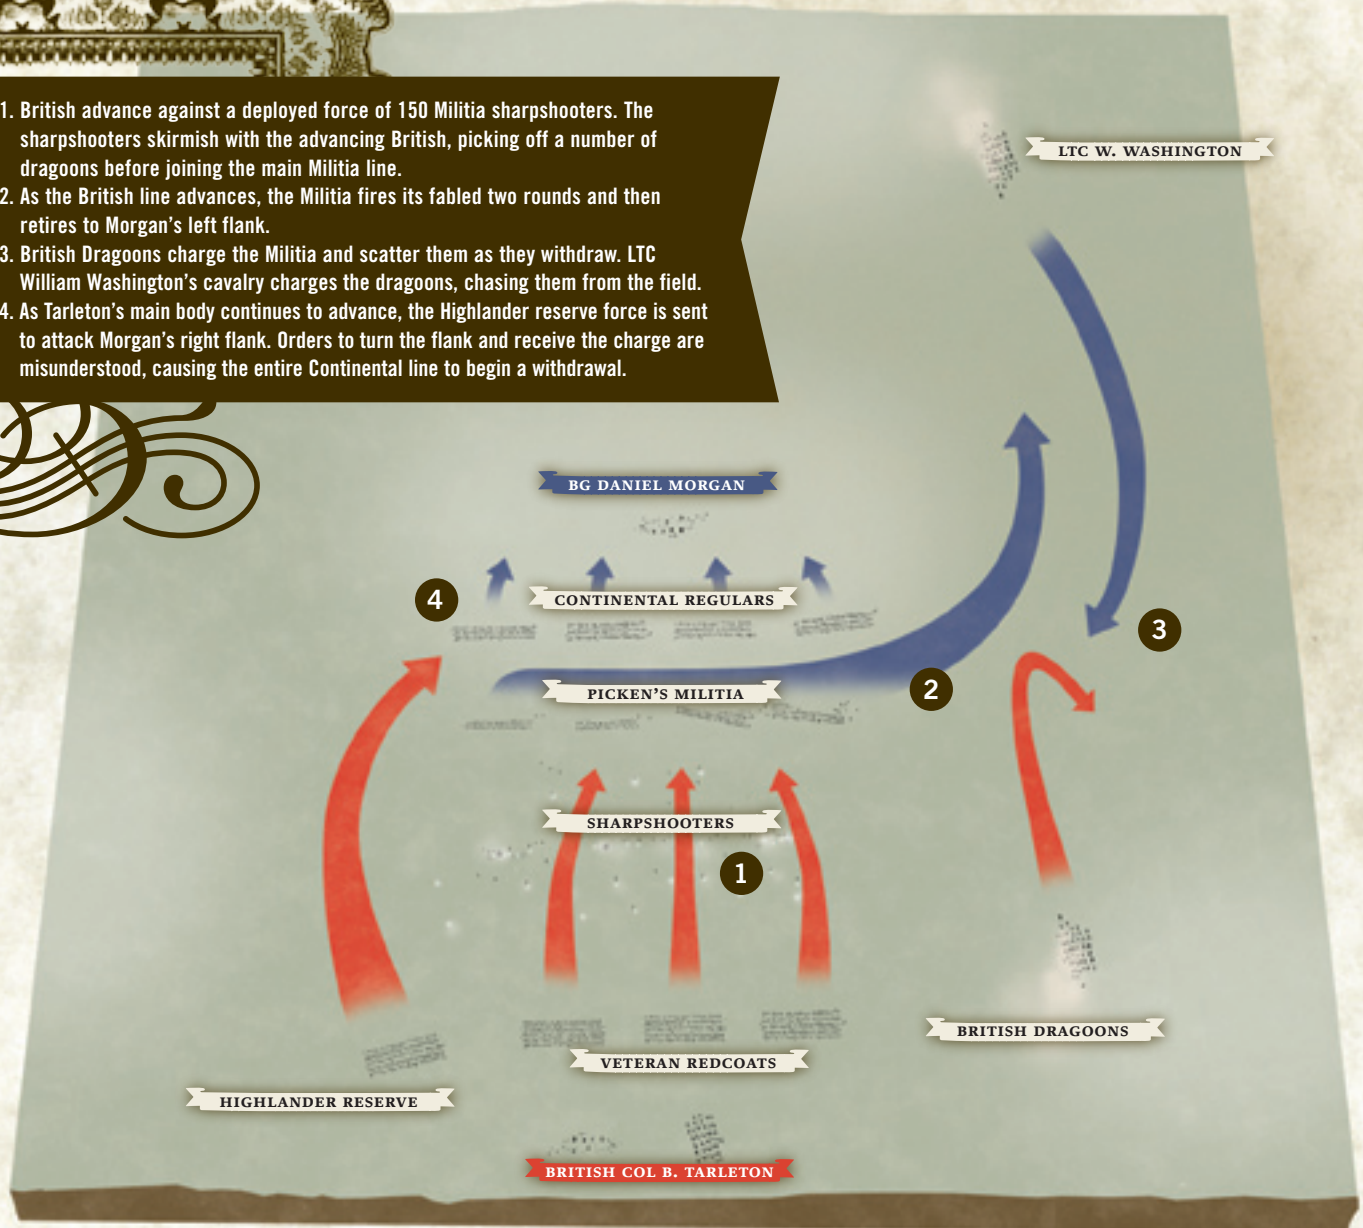 1. British advance against a deployed force of 150 Militia sharpshooters. The
sharpshooters skirmish with the advancing British, picking off a number of
dragoons before joining the main Militia line.
2. As the British line advances, the Militia fires its fabled two rounds and then
retires to Morgan’s left flank.
3. British Dragoons charge the Militia and scatter them as they withdraw. LTC
William Washington’s cavalry charges the dragoons, chasing them from the field.
4. As Tarleton’s main body continues to advance, the Highlander reserve force is sent
to attack Morgan’s right flank. Orders to turn the flank and receive the charge are
misunderstood, causing the entire Continental line to begin a withdrawal.
LTC W. WASHINGTON
BG DANIEL MORGAN
4
CONTINENTAL REGULARS
3
PICKEN’S MILITIA
2
SHARPSHOOTERS
1
BRITISH DRAGOONS
VETERAN REDCOATS
HIGHLANDER RESERVE
BRITISH COL B. TARLETON